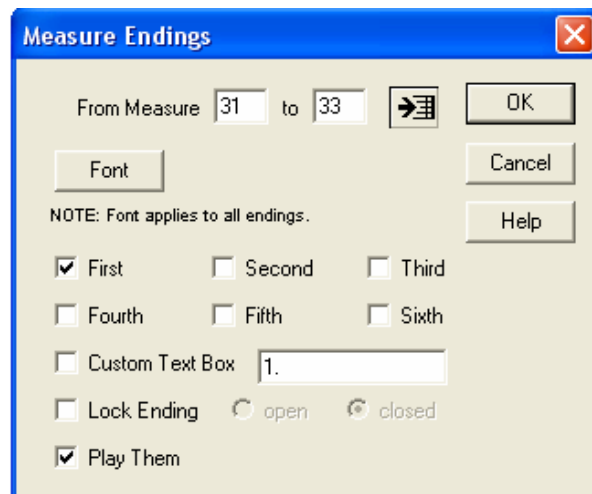 Measure Endings
From Measure 31 to 33 OK
Font Cancel
NOTE: Font applies to all endings. Help
First Second Third
Fourth Fifth Sixth
Custom Text Box 1.
Lock Ending open closed
Play Them